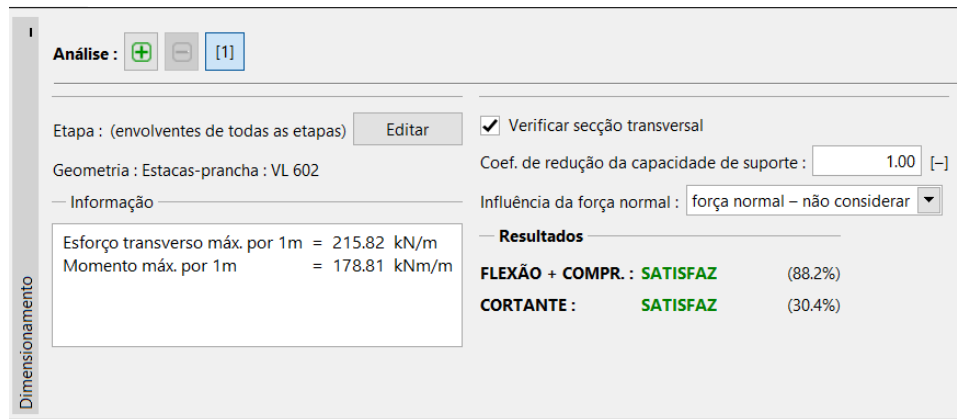 Análise :
[1]
Etapa : (envolventes de todas as etapas)
Editar
Geometria : Estacas-prancha : VL 602
Informação
Esforço transverso máx. por 1m = 215.82 kN/m
Momento máx. por 1m = 178.81 kNm/m
Verificar secção transversal
Coef. de redução da capacidade de suporte : 1.00 [–]
Influência da força normal : força normal – não considerar
Resultados
FLEXÃO + COMPR. : SATISFAZ (88.2%)
CORTANTE : SATISFAZ (30.4%)
Dimensionamento